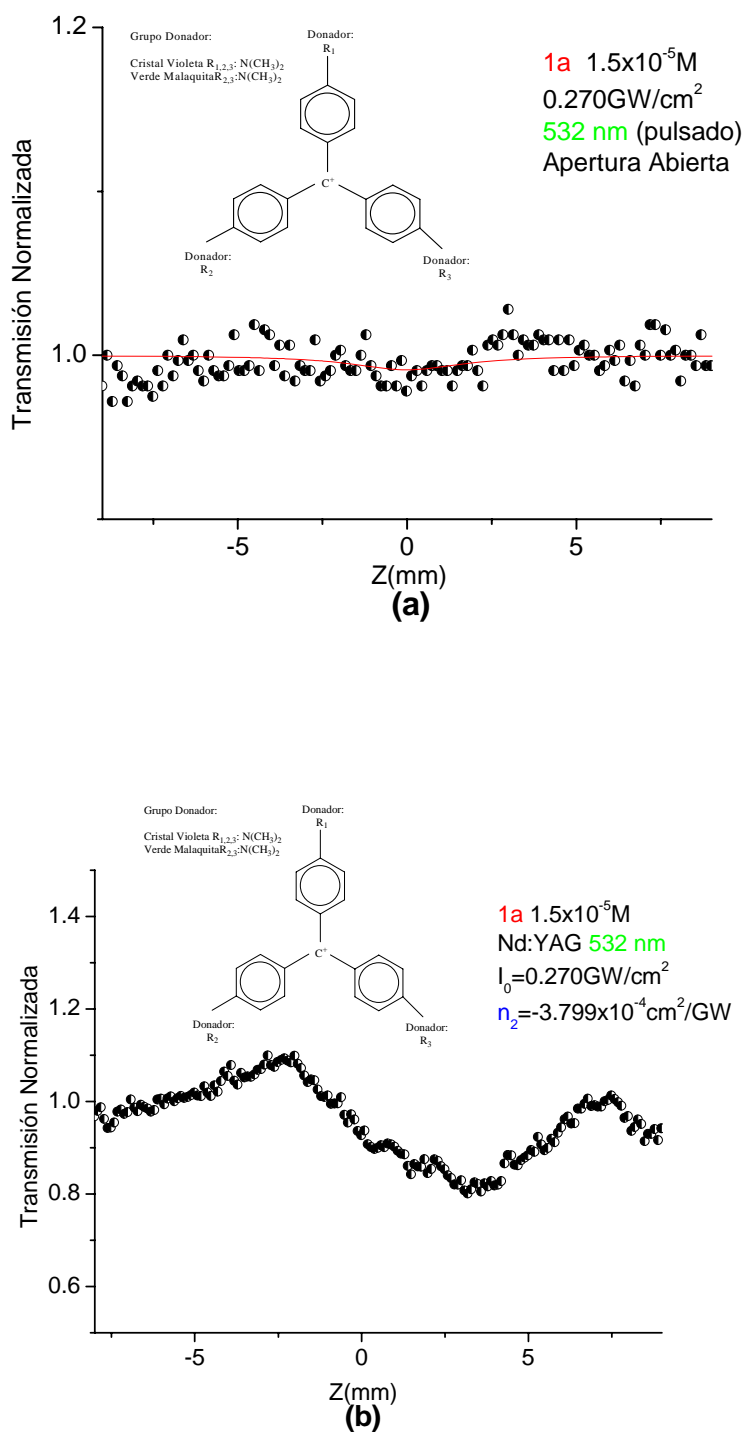 Grupo Donador:
Cristal Violeta R1,2,3: N(CH3)2
Verde MalaquitaR2,3:N(CH3)2
Donador:
R1
C+
Donador:
R2
Donador:
R3
1a 1.5x10-5M
0.270GW/cm2
532 nm (pulsado)
Apertura Abierta
Transmisión Normalizada
1.2
1.0
-5
0
5
Z(mm)
(a)
Grupo Donador:
Cristal Violeta R1,2,3: N(CH3)2
Verde MalaquitaR2,3:N(CH3)2
Donador:
R1
C+
Donador:
R2
Donador:
R3
1a 1.5x10-5M
Nd:YAG 532 nm
I0=0.270GW/cm2
n2=-3.799x10-4cm2/GW
Transmisión Normalizada
1.4
1.2
1.0
0.8
0.6
-5
0
5
Z(mm)
(b)